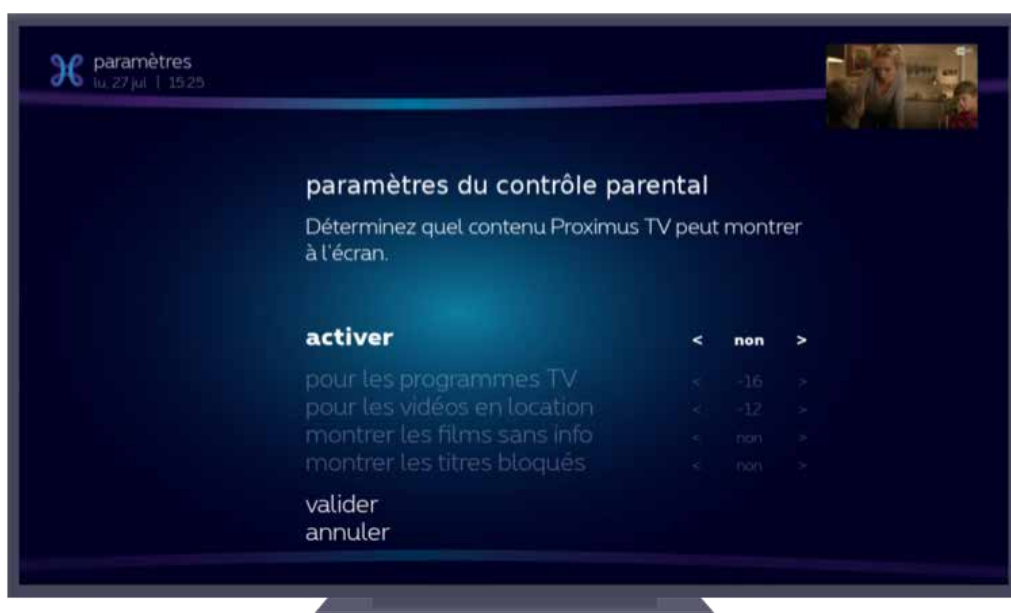 paramètres
lu, 27 jul | 15:25
paramètres du contrôle parental
Déterminez quel contenu Proximus TV peut montrer
à l'écran.
activer < non >
pour les programmes TV < -16 >
pour les vidéos en location < -12 >
montrer les films sans info < non >
montrer les titres bloqués < non >
valider
annuler